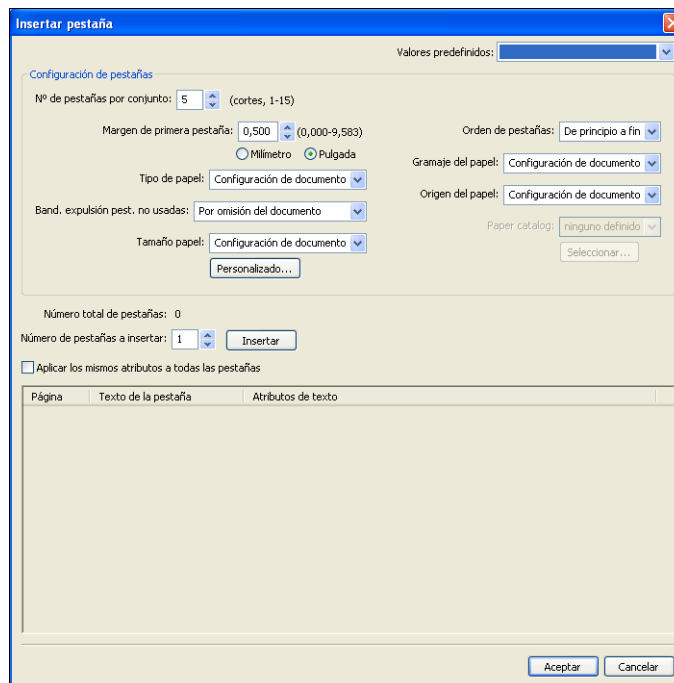 Insertar pestaña
Valores predefinidos:
Configuración de pestañas
Nº de pestañas por conjunto: 5 (cortes, 1-15)
Margen de primera pestaña: 0,500 (0,000-9,583) Orden de pestañas: De principio a fin
Milímetro Pulgada
Gramaje del papel: Configuración de documento
Tipo de papel: Configuración de documento
Origen del papel: Configuración de documento
Band. expulsión pest. no usadas: Por omisión del documento
Paper catalog: ninguno definido
Tamaño papel: Configuración de documento
Seleccionar...
Personalizado...
Número total de pestañas: 0
Número de pestañas a insertar: 1 Insertar
Aplicar los mismos atributos a todas las pestañas
Página Texto de la pestaña Atributos de texto
Aceptar Cancelar